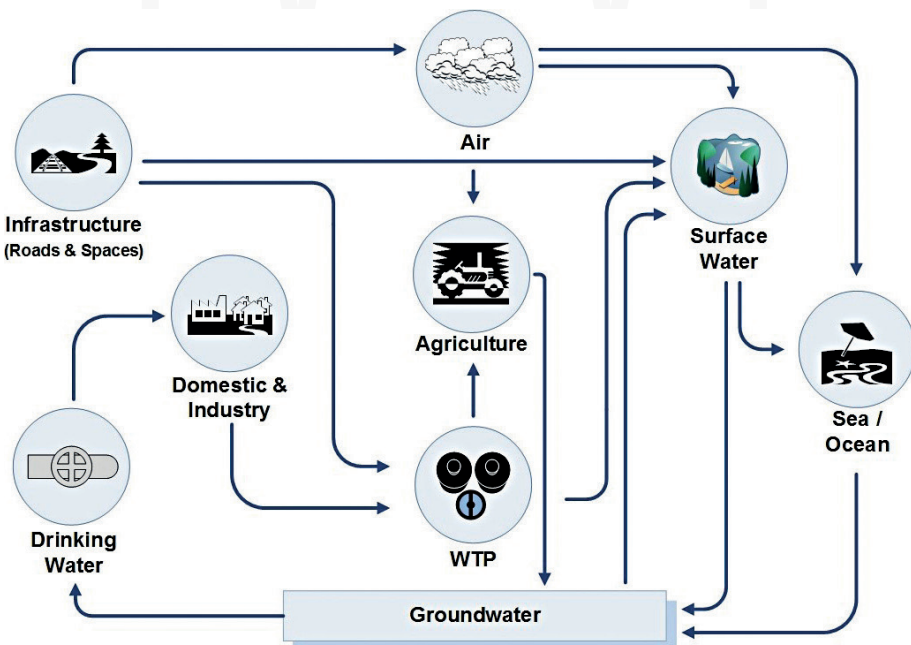 Air
Infrastructure
(Roads & Spaces)
Surface
Water
Agriculture
Domestic &
Industry
Sea /
Ocean
Drinking
Water
WTP
Groundwater